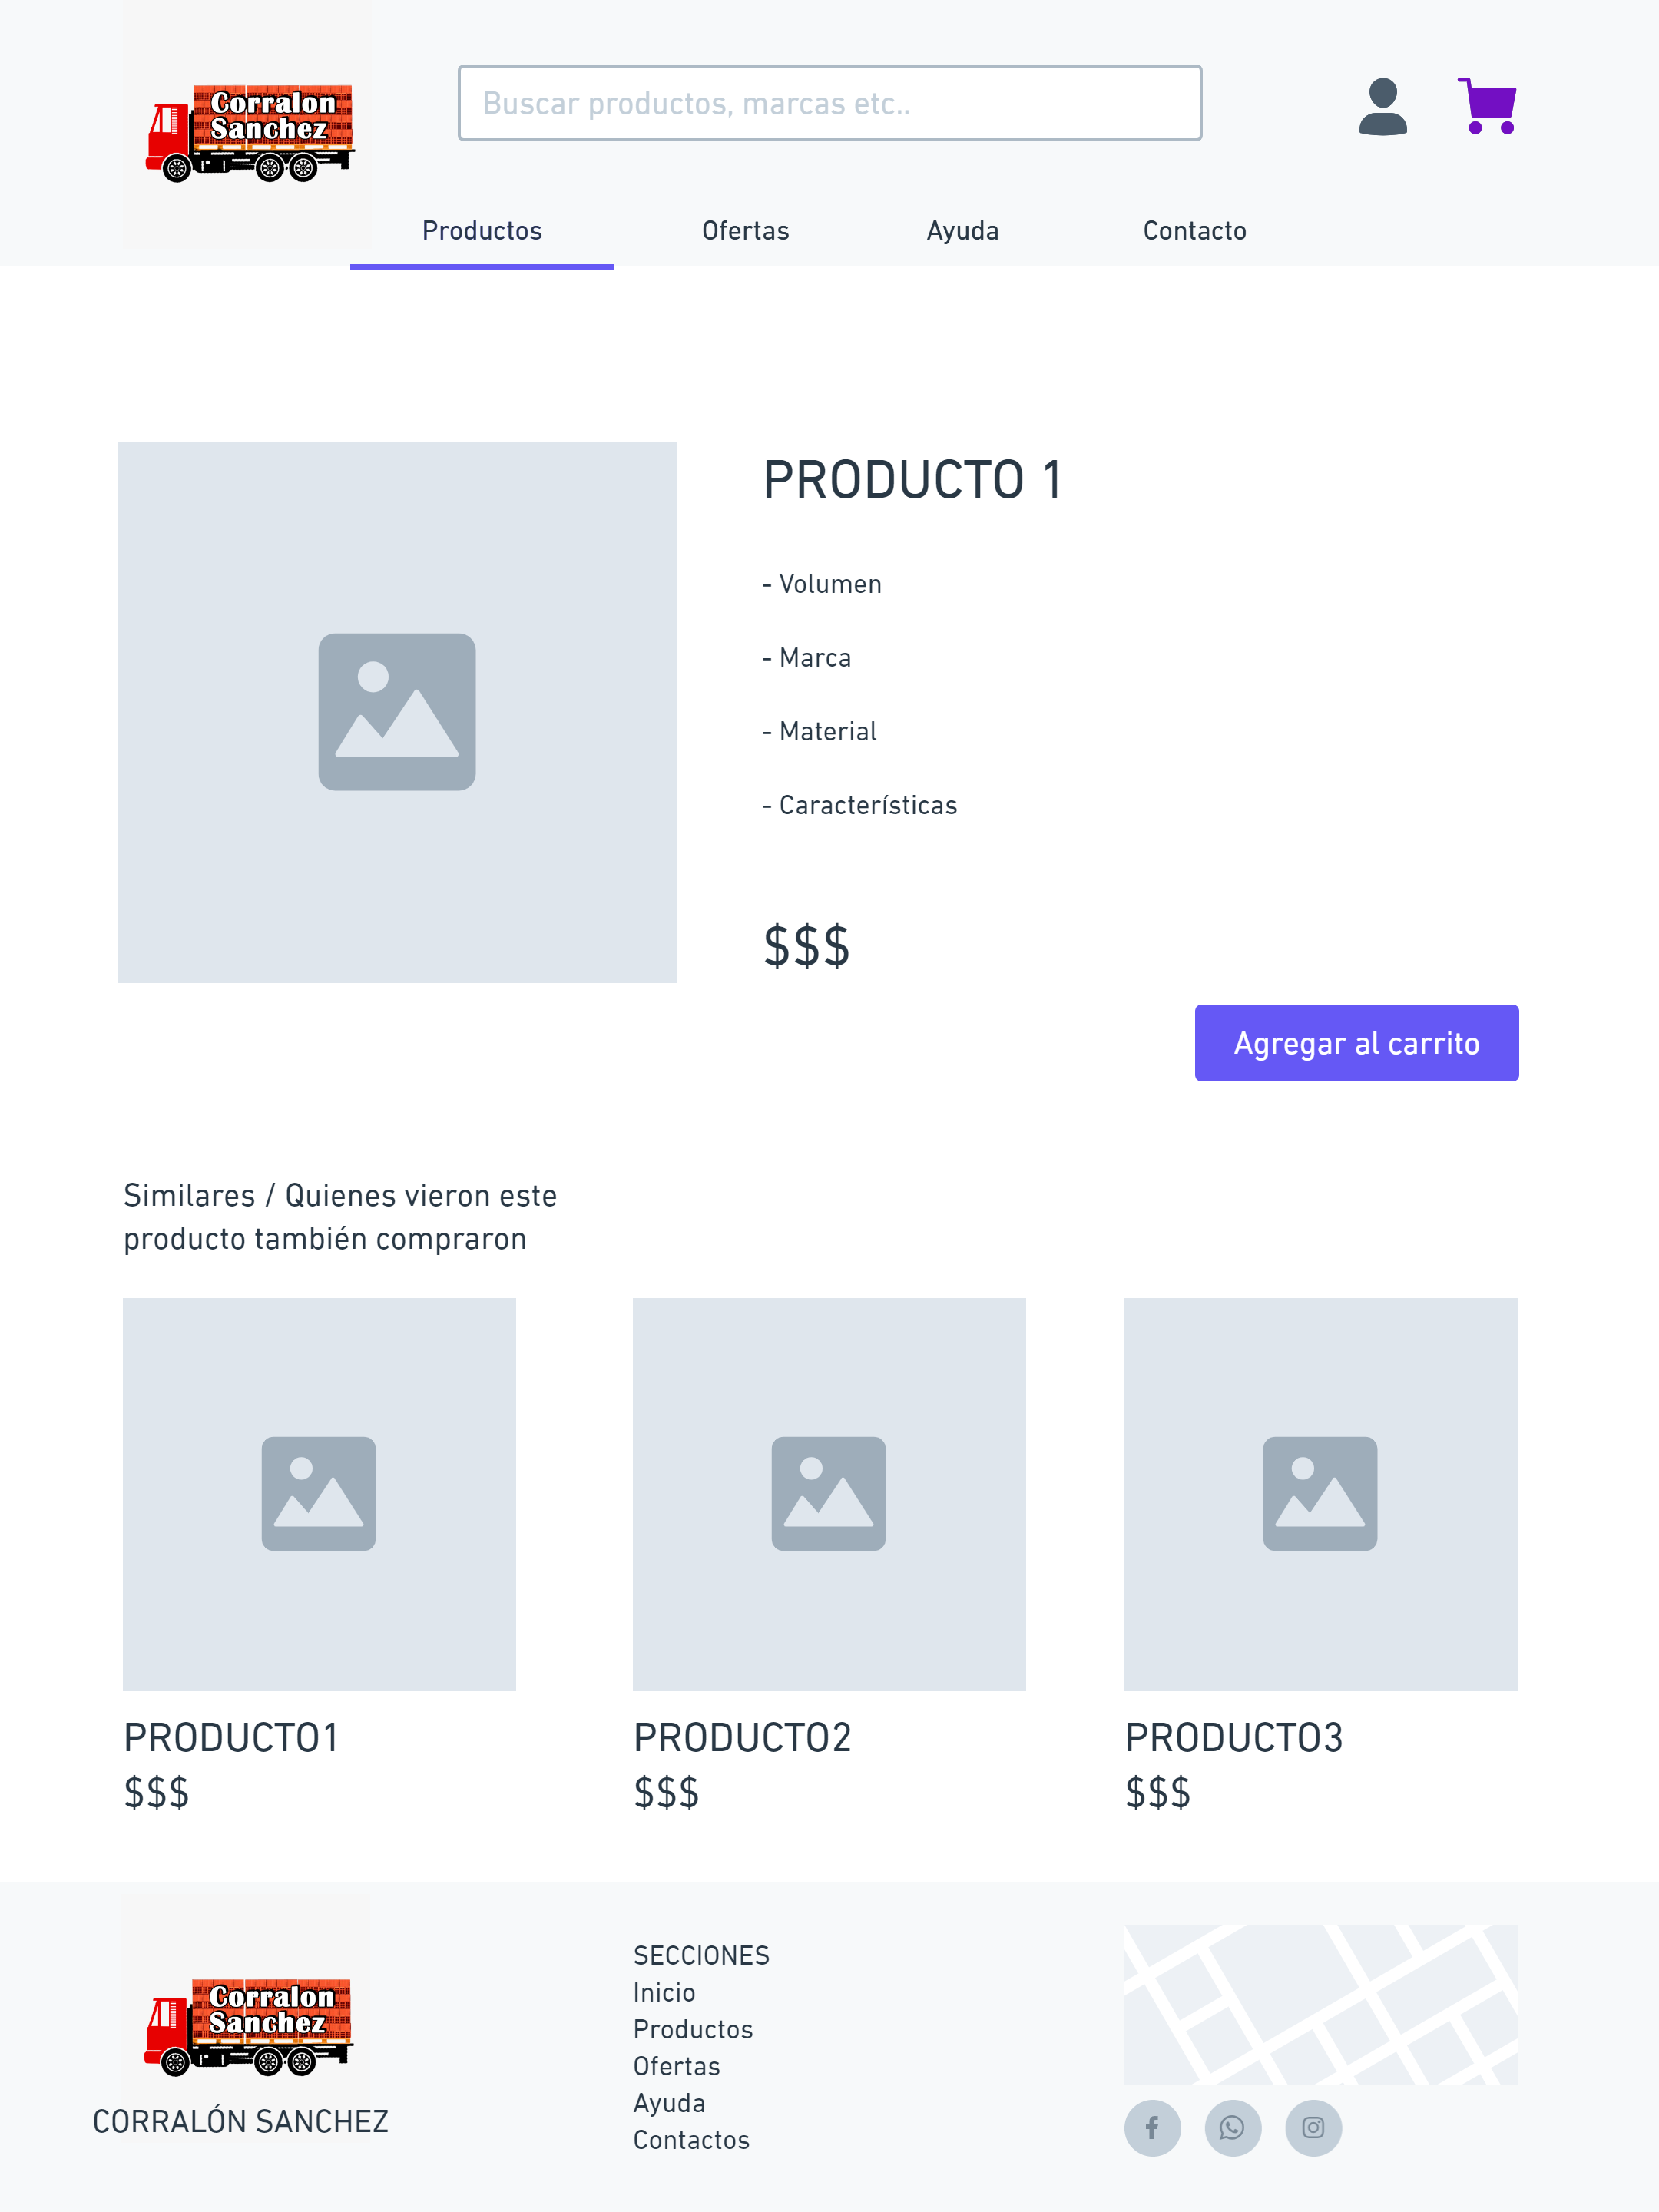 Corralon
Sanchez
Buscar productos, marcas etc..
Productos
Ofertas
Ayuda
Contacto
PRODUCTO 1
- Volumen
- Marca
- Material
- Características
$$$
Agregar al carrito
Similares / Quienes vieron este
producto también compraron
PRODUCTO1
$$$
PRODUCTO2
$$$
PRODUCTO3
$$$
Corralon
Sanchez
CORRALÓN SANCHEZ
SECCIONES
Inicio
Productos
Ofertas
Ayuda
Contactos